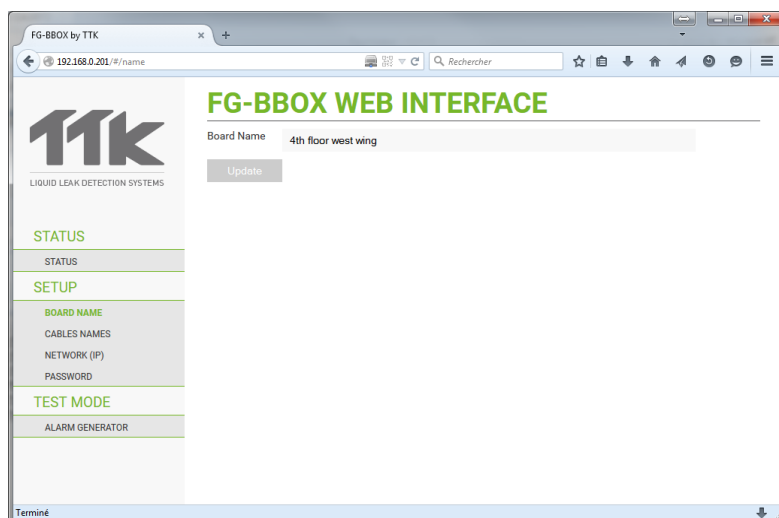 FG-BBOX by TTK
192.168.0.201/#/name
Rechercher
TTK
LIQUID LEAK DETECTION SYSTEMS
STATUS
STATUS
SETUP
BOARD NAME
CABLES NAMES
NETWORK (IP)
PASSWORD
TEST MODE
ALARM GENERATOR
FG-BBOX WEB INTERFACE
Board Name 4th floor west wing
Update
Terminé